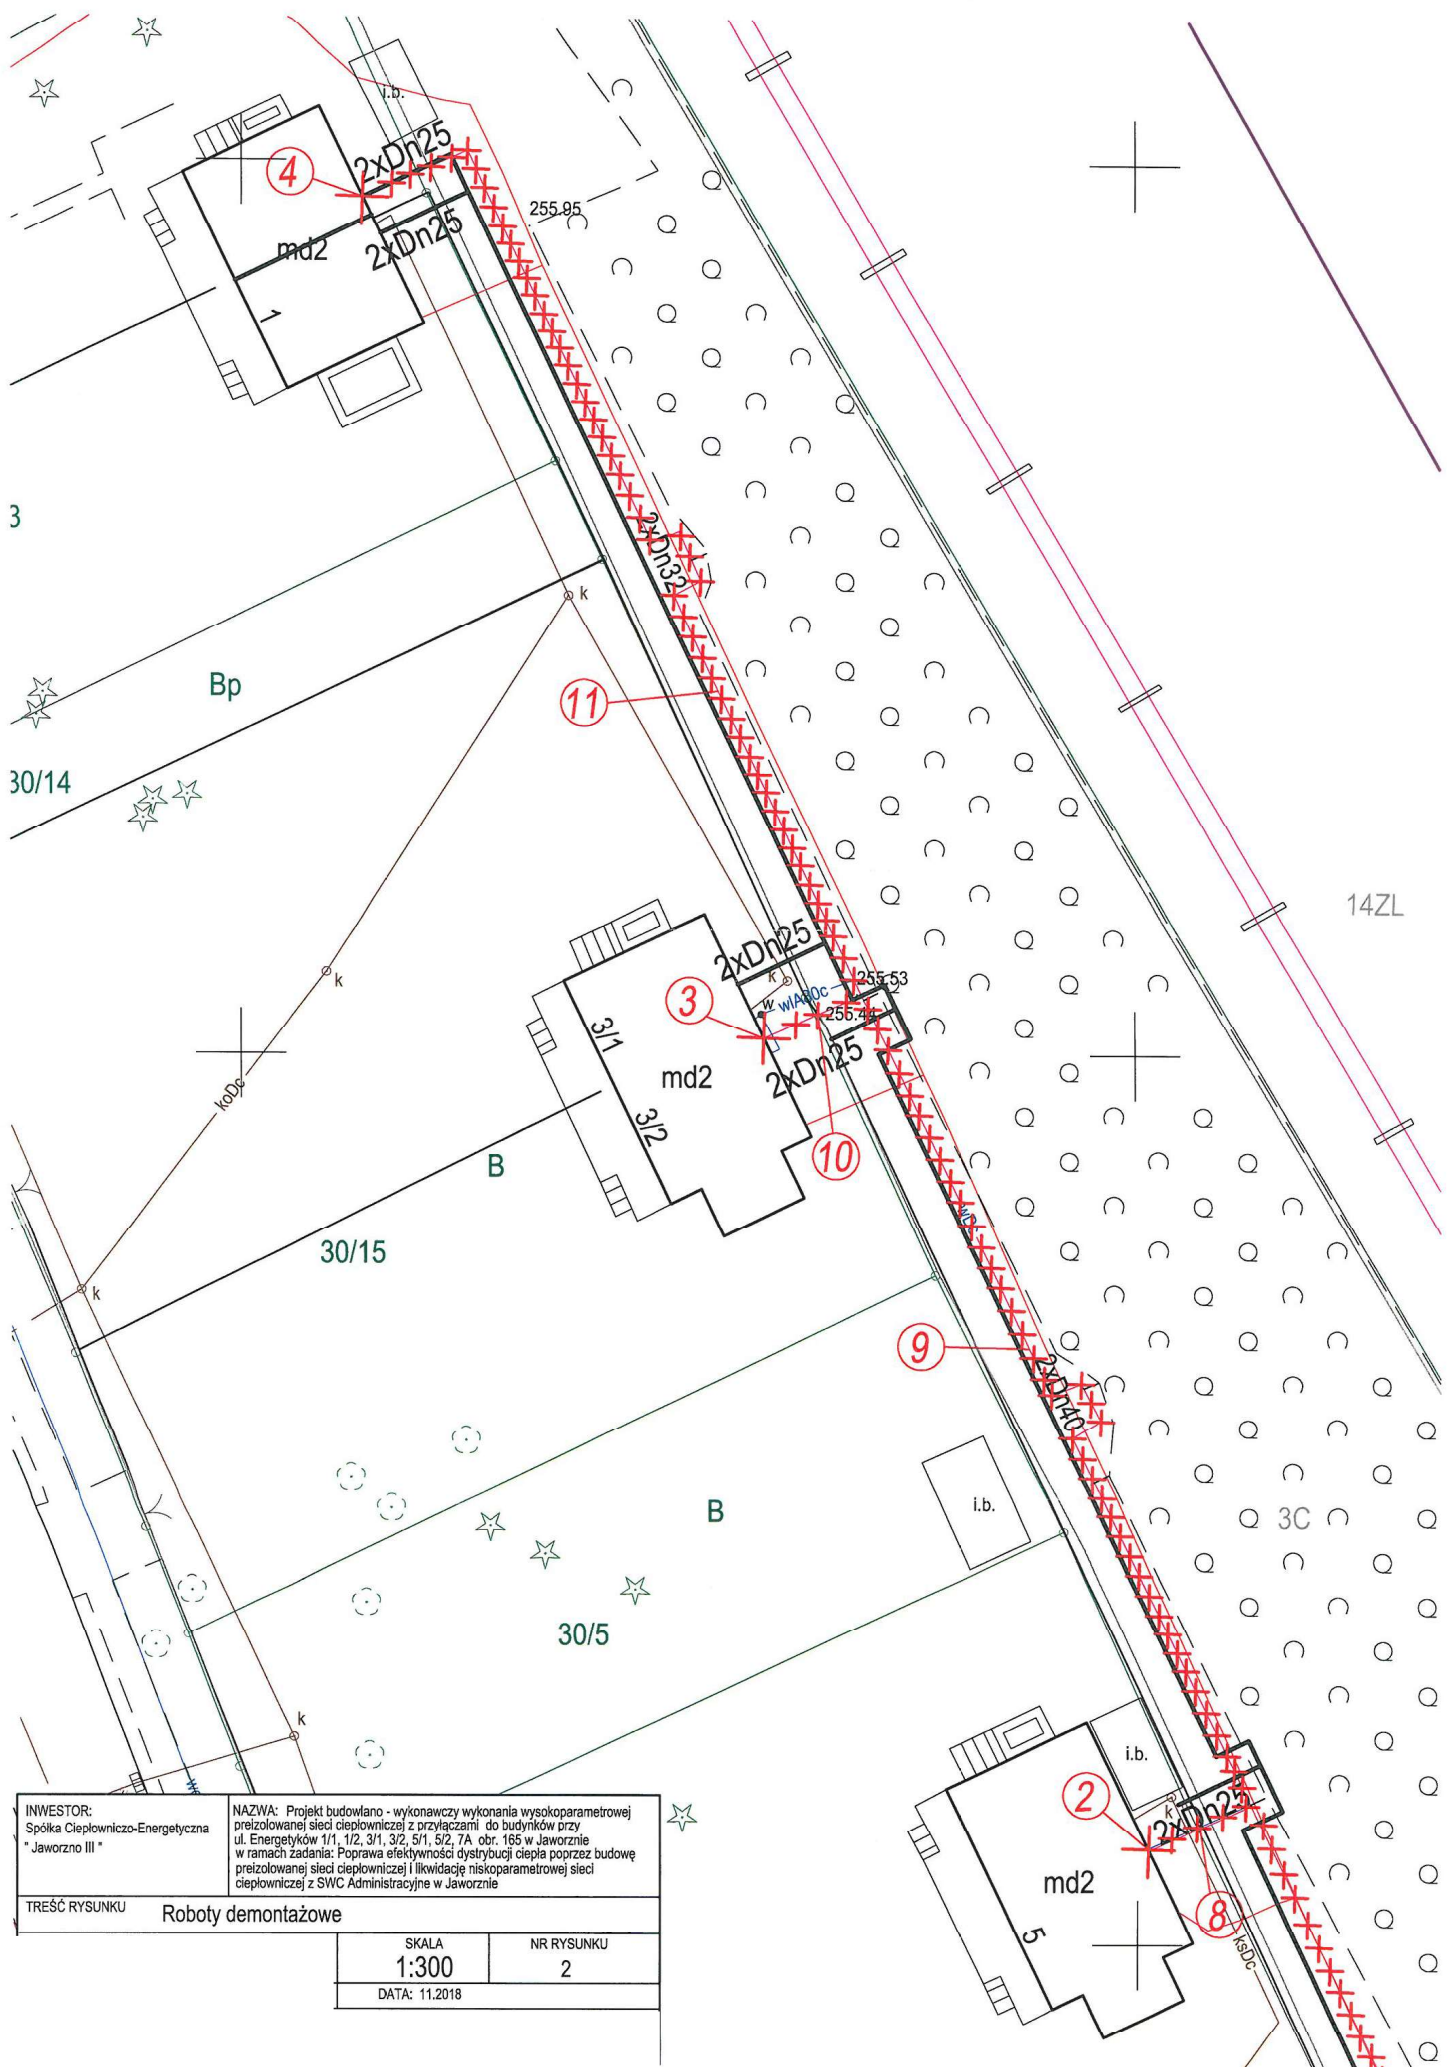 i.b.
2xDn25
4
255.95
2xDn25
md2
1
3
2xDn32
k
Bp
11
30/14
14ZL
2xDn25
k
255.53
w
wIA80c
3
255.44
3/1
md2
2xDn25
koDc
3/2
10
B
wDc
30/15
k
9
2xDn40
i.b.
B
3C
30/5
k
i.b.
2
k
2xDn25
md2
8
5
ksDc
INWESTOR:
Spółka Ciepłowniczo-Energetyczna
" Jaworzno III "
NAZWA: Projekt budowlano - wykonawczy wykonania wysokoparametrowej
preizolowanej sieci ciepłowniczej z przyłączami do budynków przy
ul. Energetyków 1/1, 1/2, 3/1, 3/2, 5/1, 5/2, 7A obr. 165 w Jaworznie
w ramach zadania: Poprawa efektywności dystrybucji ciepła poprzez budowę
preizolowanej sieci ciepłowniczej i likwidację niskoparametrowej sieci
ciepłowniczej z SWC Administracyjne w Jaworznie
TREŚĆ RYSUNKU
Roboty demontażowe
SKALA
1:300
NR RYSUNKU
2
DATA: 11.2018